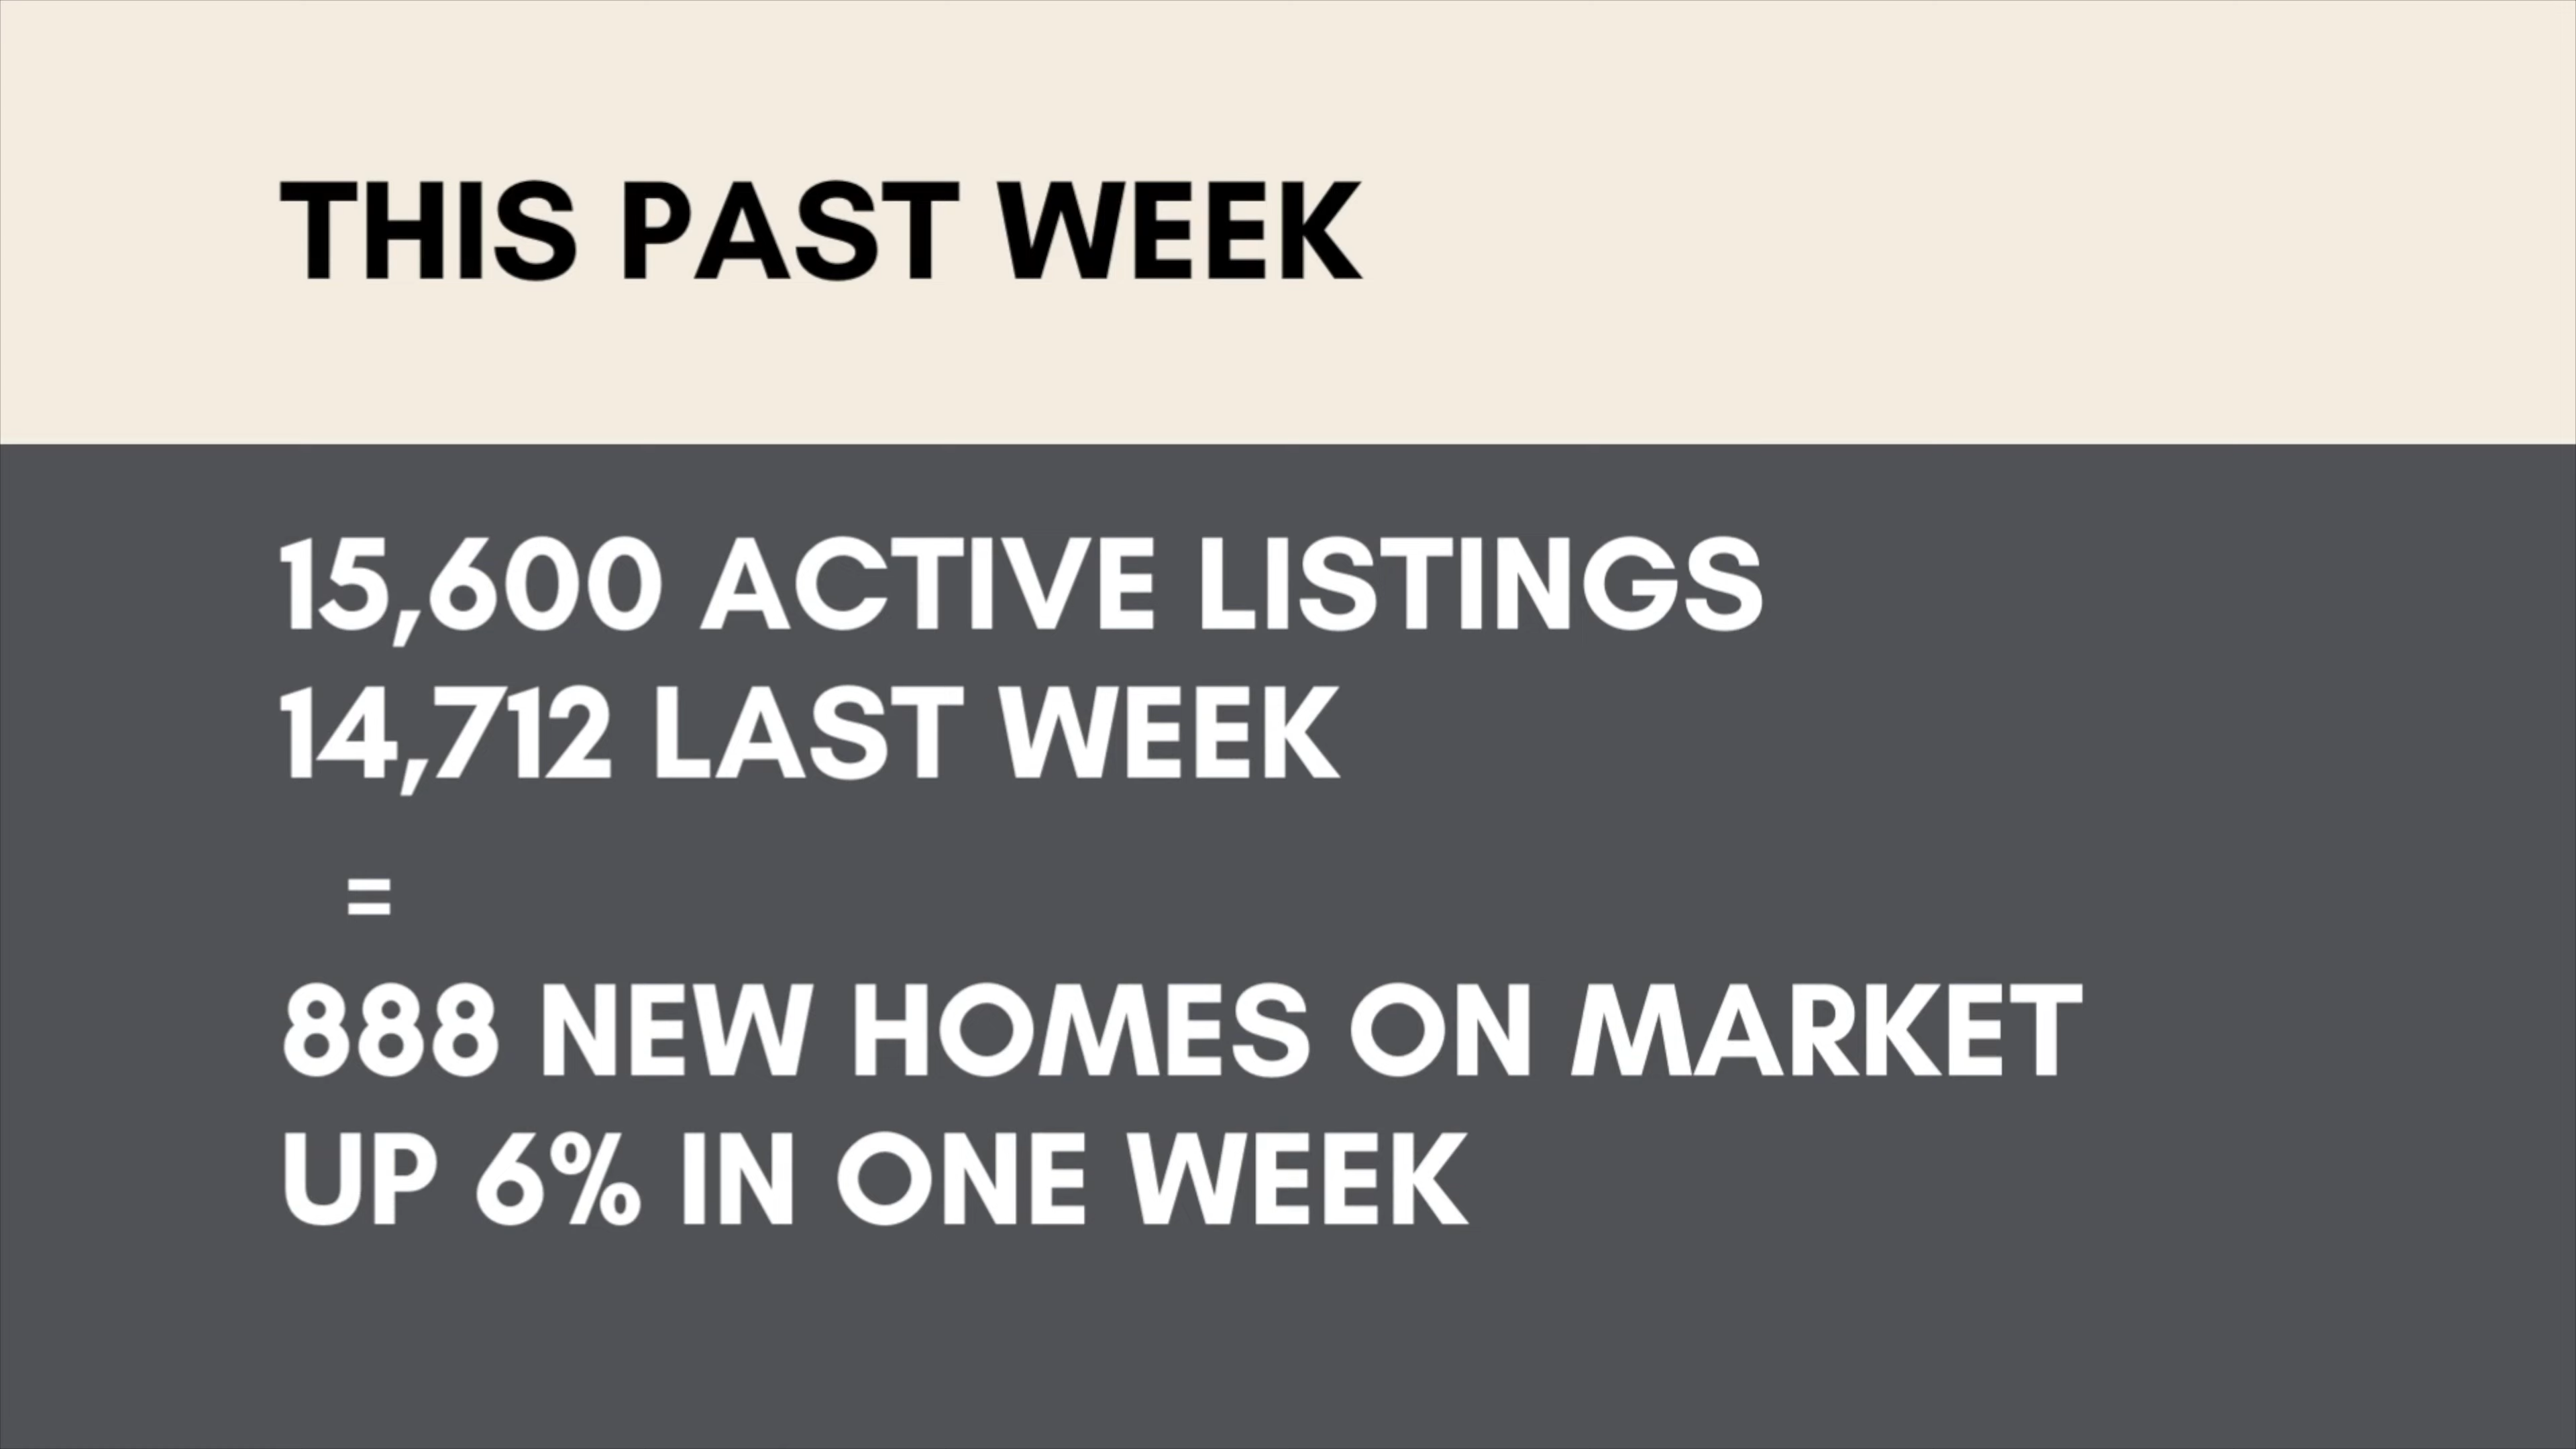 THIS PAST WEEK
15,600 ACTIVE LISTINGS
14,712 LAST WEEK
=
888 NEW HOMES ON MARKET
UP 6% IN ONE WEEK